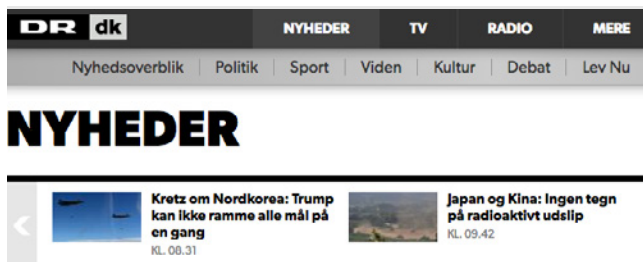 DR dk NYHEDER TV RADIO MERE
Nyhedsoverblik Politik Sport Viden Kultur Debat Lev Nu
NYHEDER
Kretz om Nordkorea: Trump
kan ikke ramme alle mål på
en gang
KL. 08.31
Japan og Kina: Ingen tegn
på radioaktivt udslip
KL. 09.42